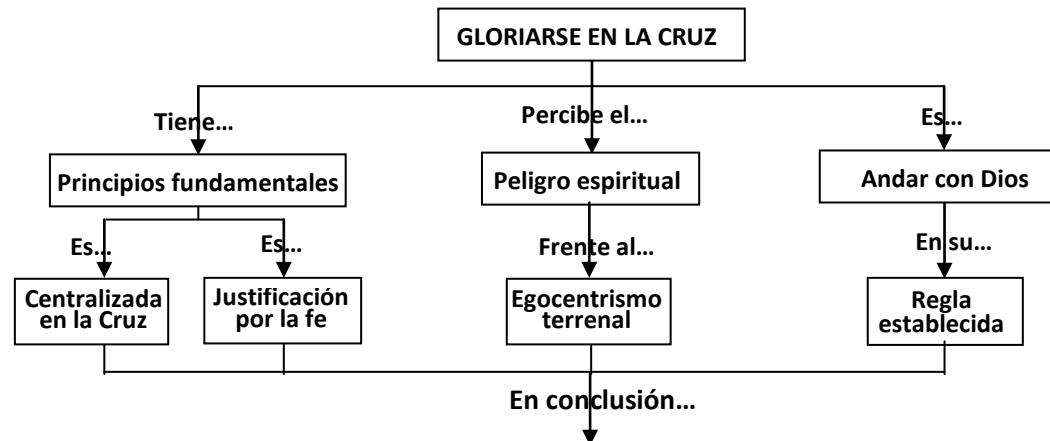 GLORIARSE EN LA CRUZ
Tiene...
Percibe el...
Es...
Principios fundamentales
Peligro espiritual
Andar con Dios
Es...
Es...
Frente al...
En su...
Centralizada
en la Cruz
Justificación
por la fe
Egocentrismo
terrenal
Regla
establecida
En conclusión...